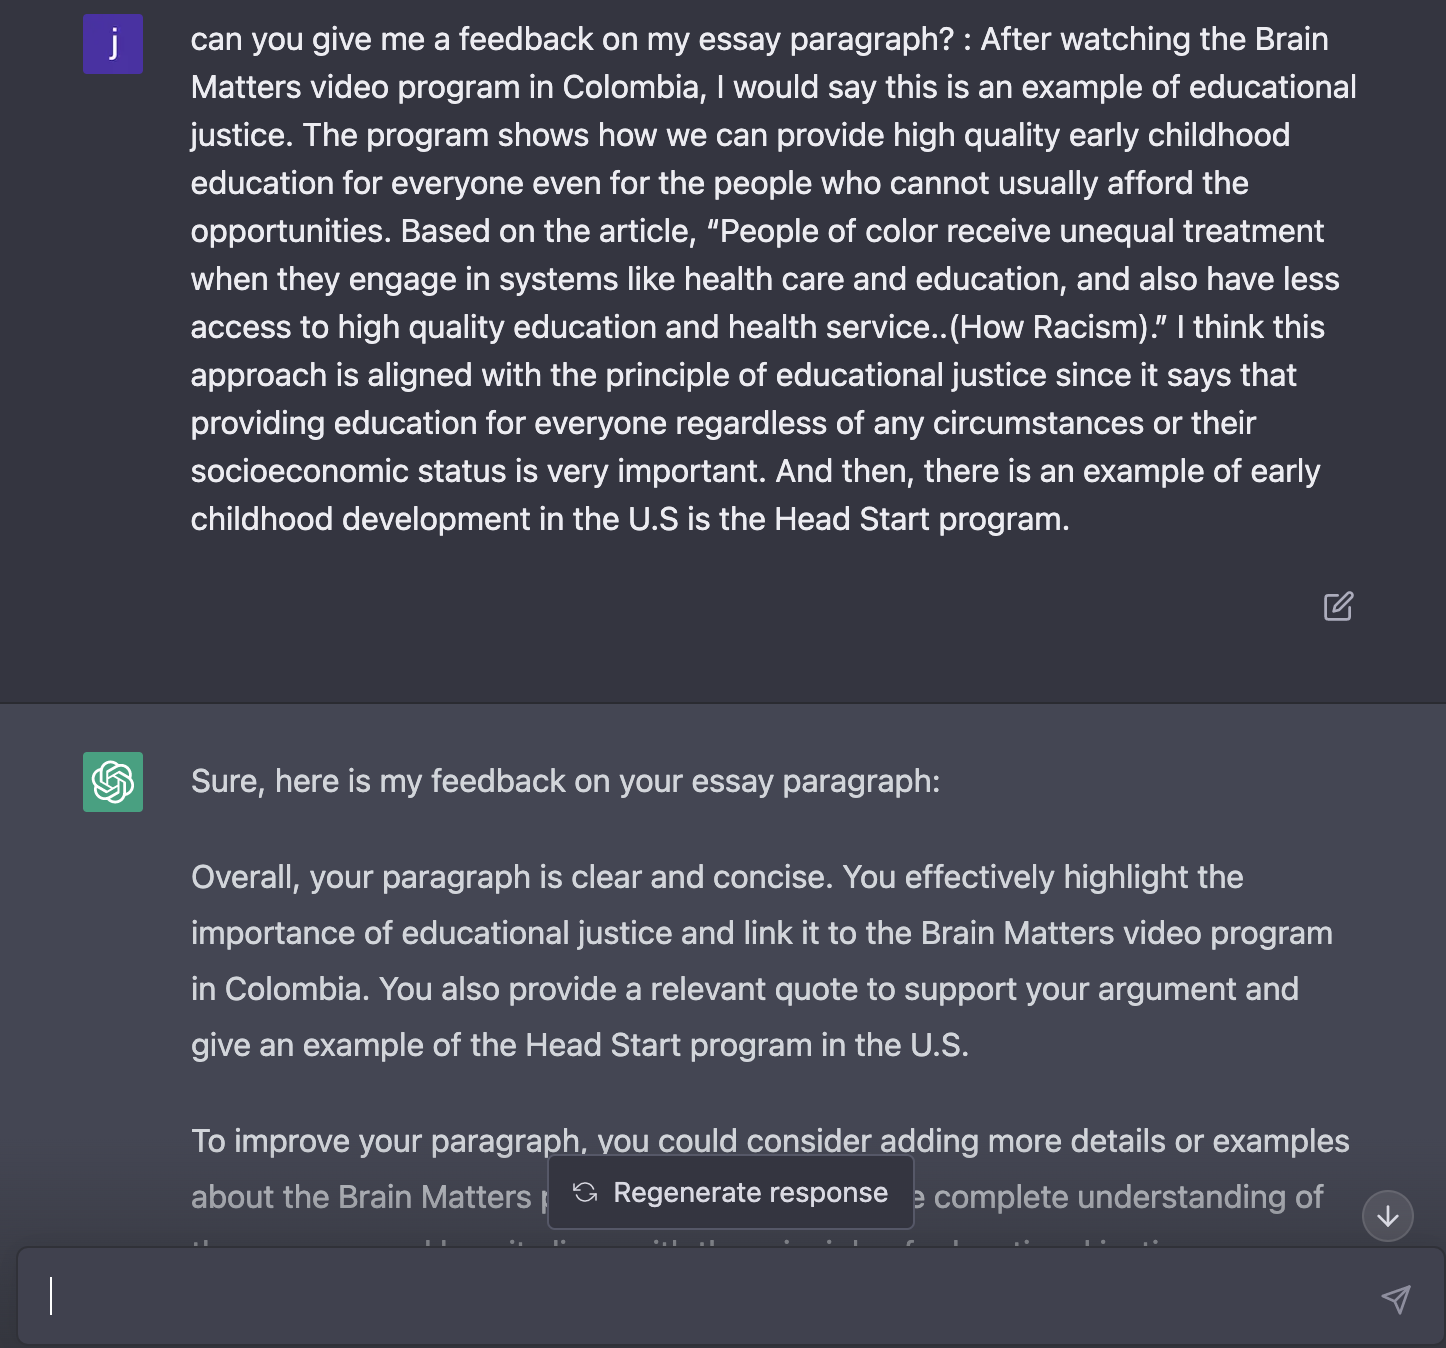 j
can you give me a feedback on my essay paragraph? : After watching the Brain
Matters video program in Colombia, I would say this is an example of educational
justice. The program shows how we can provide high quality early childhood
education for everyone even for the people who cannot usually afford the
opportunities. Based on the article, “People of color receive unequal treatment
when they engage in systems like health care and education, and also have less
access to high quality education and health service..(How Racism).” I think this
approach is aligned with the principle of educational justice since it says that
providing education for everyone regardless of any circumstances or their
socioeconomic status is very important. And then, there is an example of early
childhood development in the U.S is the Head Start program.
Sure, here is my feedback on your essay paragraph:
Overall, your paragraph is clear and concise. You effectively highlight the
importance of educational justice and link it to the Brain Matters video program
in Colombia. You also provide a relevant quote to support your argument and
give an example of the Head Start program in the U.S.
To improve your paragraph, you could consider adding more details or examples
about the Brain Matters complete understanding of
Regenerate response